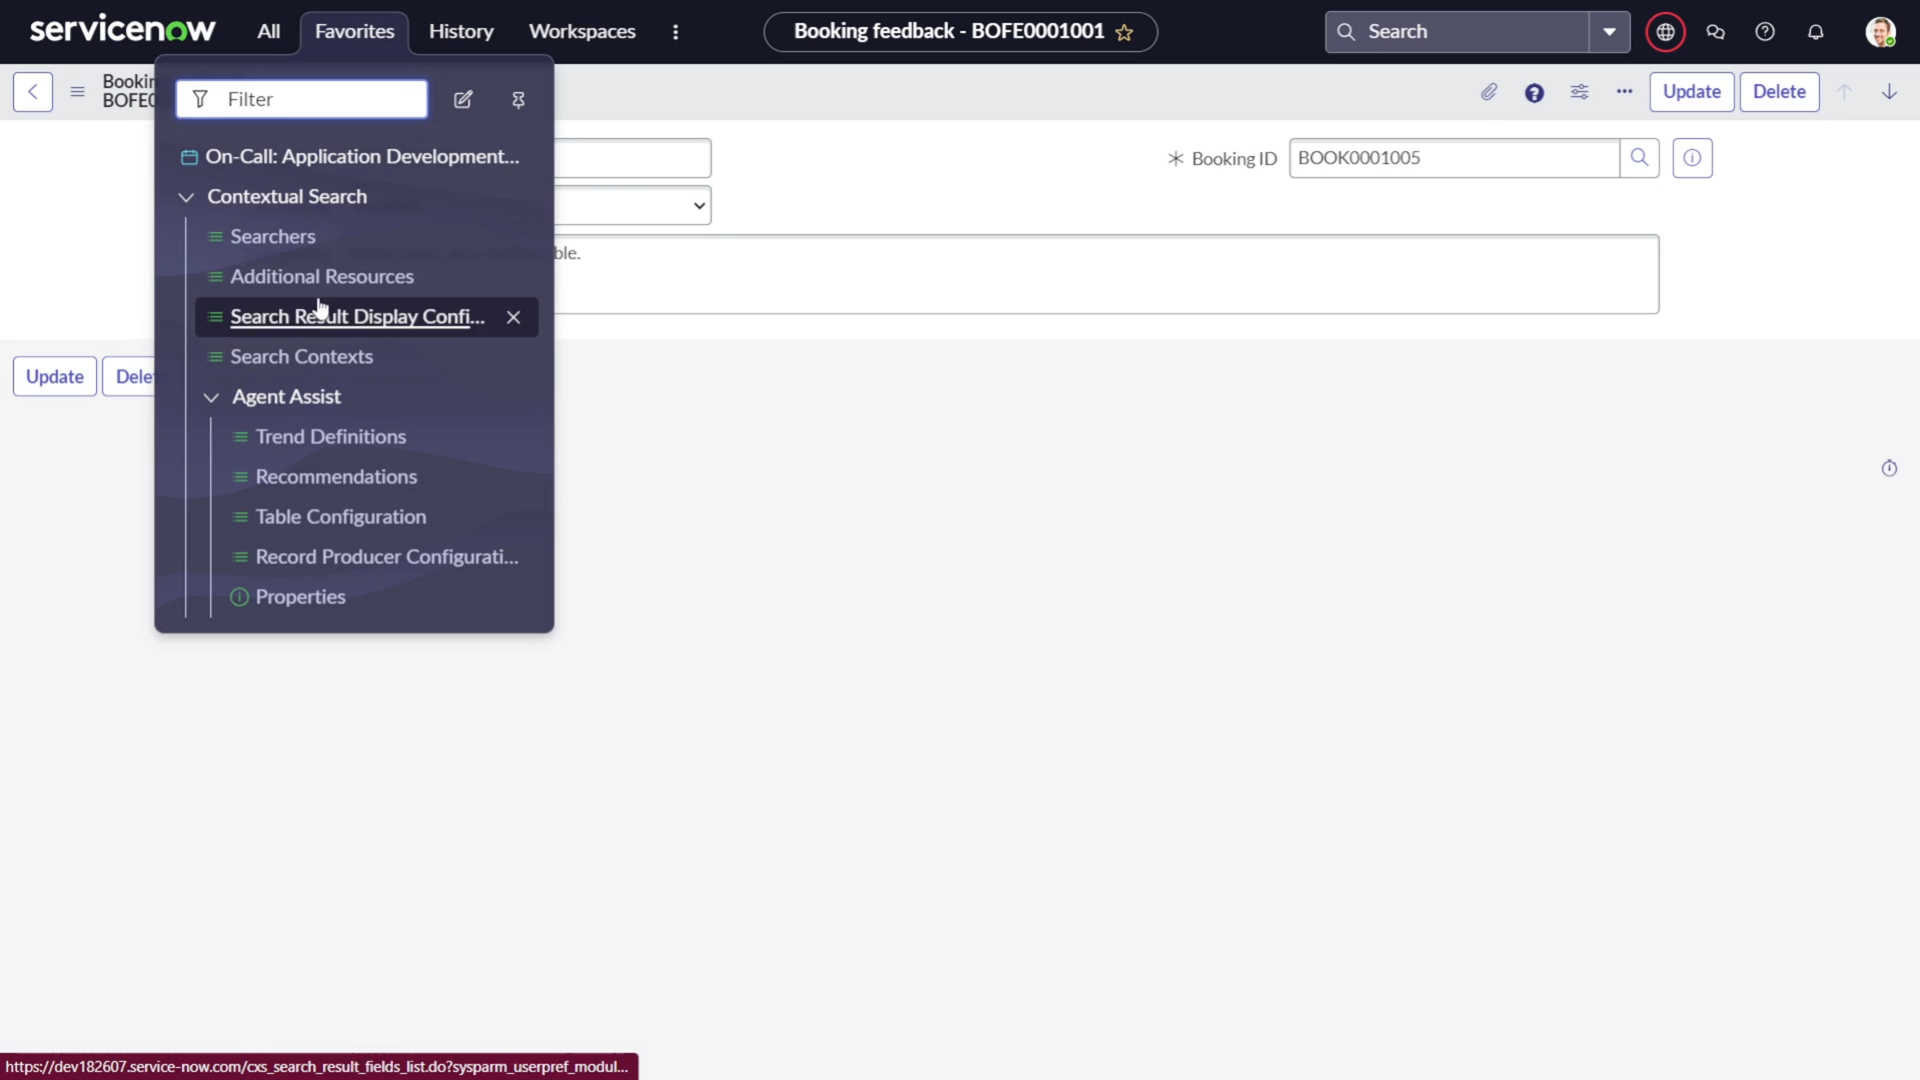 servicenow All Favorites History Workspaces Booking feedback - BOFE0001001 Search
Bookin
BOFE0
Filter
Update Delete
On-Call: Application Development...
Booking ID BOOK0001005
Contextual Search
Searchers
ble.
Additional Resources
Search Result Display Confi...
Search Contexts
Update Dele
Agent Assist
Trend Definitions
Recommendations
Table Configuration
Record Producer Configurati...
Properties
https://dev182607.service-now.com/cxs_search_result_fields_list.do?sysparm_userpref_modul...